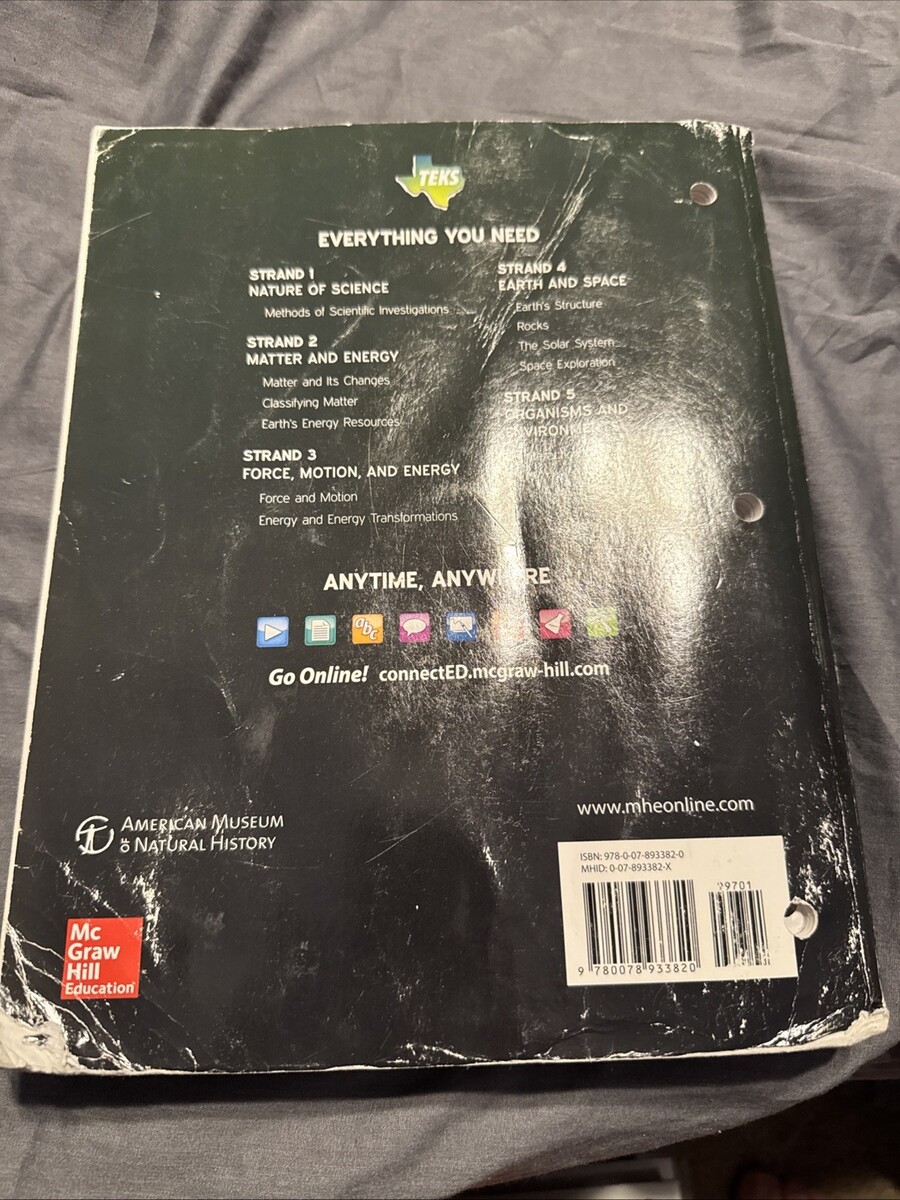 TEKS
EVERYTHING YOU NEED
STRAND 1
NATURE OF SCIENCE
Methods of Scientific Investigations
STRAND 2
MATTER AND ENERGY
Matter and Its Changes
Classifying Matter
Earth's Energy Resources
STRAND 3
FORCE, MOTION, AND ENERGY
Force and Motion
Energy and Energy Transformations
STRAND 4
EARTH AND SPACE
Earth's Structure
Rocks
The Solar System
Space Exploration
STRAND 5
ORGANISMS AND
ANYTIME, ANYWHERE
abc
Go Online! connectED.mcgraw-hill.com
AMERICAN MUSEUM
OF NATURAL HISTORY
Mc
Graw
Hill
Education
www.mheonline.com
ISBN: 978-0-07-893382-0
MHID: 0-07-893382-X
9 780078 933820